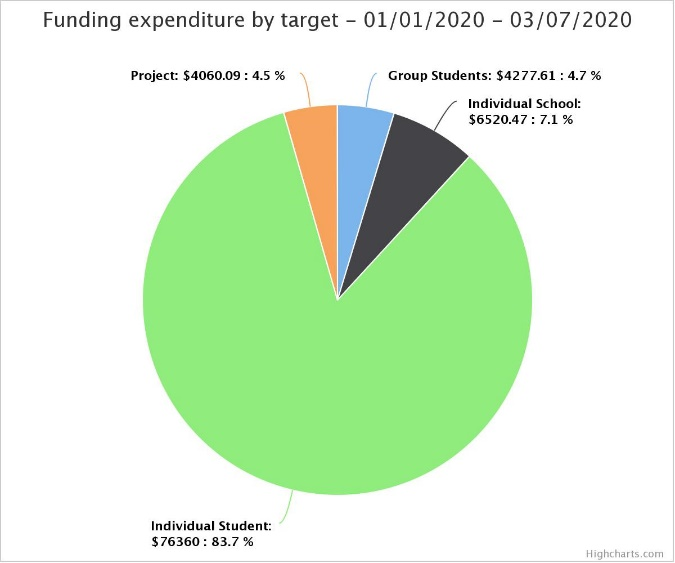 Funding expenditure by target - 01/01/2020 - 03/07/2020
Project: $4060.09 : 4.5 %
Group Students: $4277.61 : 4.7 %
Individual School:
$6520.47 : 7.1 %
Individual Student:
$76360 : 83.7 %
Highcharts.com